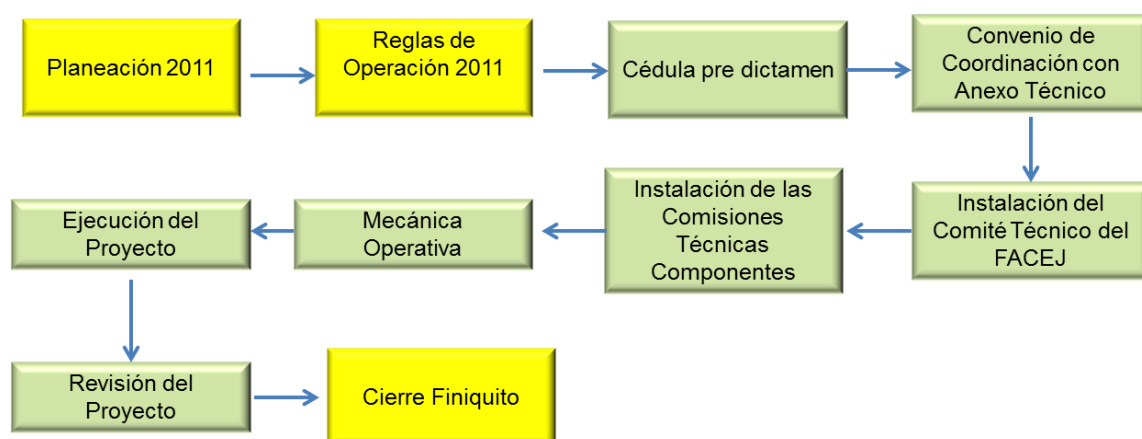 Planeación 2011
Reglas de
Operación 2011
Cédula pre dictamen
Convenio de
Coordinación con
Anexo Técnico
Instalación del
Comité Técnico del
FACEJ
Instalación de las
Comisiones
Técnicas
Componentes
Mecánica
Operativa
Ejecución del
Proyecto
Revisión del
Proyecto
Cierre Finiquito